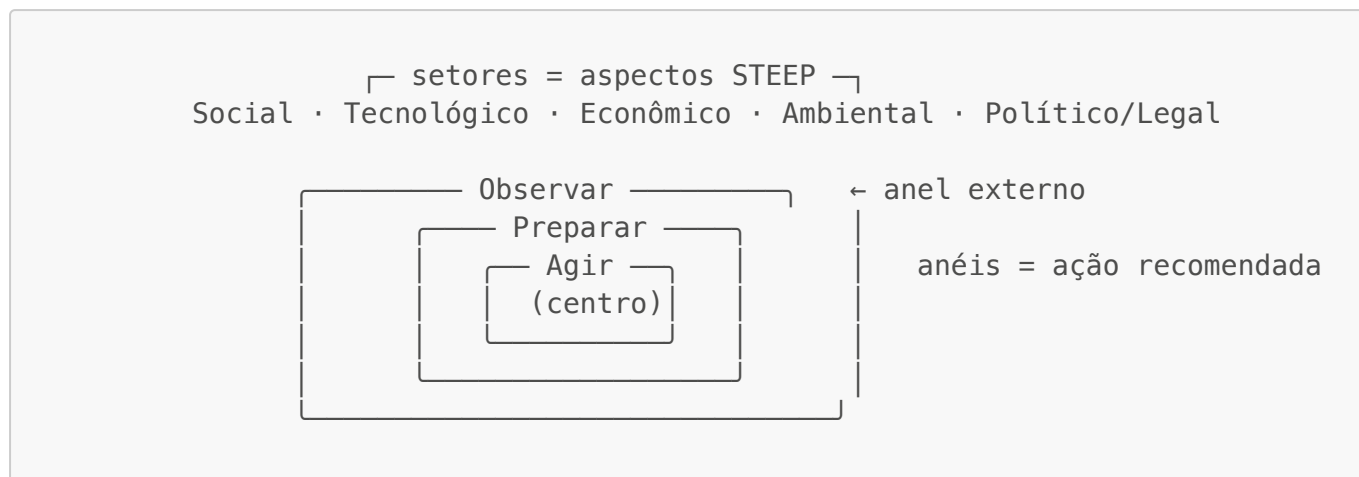 setores = aspectos STEEP
Social · Tecnológico · Econômico · Ambiental · Político/Legal
Observar ← anel externo
Preparar
Agir anéis = ação recomendada
(centro)